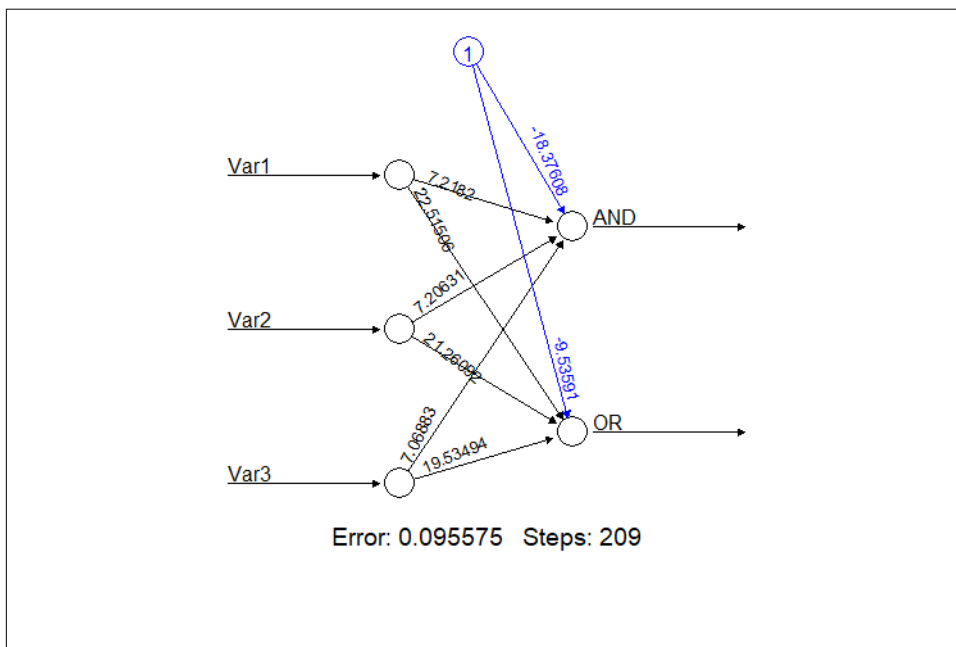 1
-18.37608
Var1
7.2182
22.51506
AND
Var2
7.20631
21.26092
-9.53591
OR
Var3
7.06883
19.53494
Error: 0.095575 Steps: 209